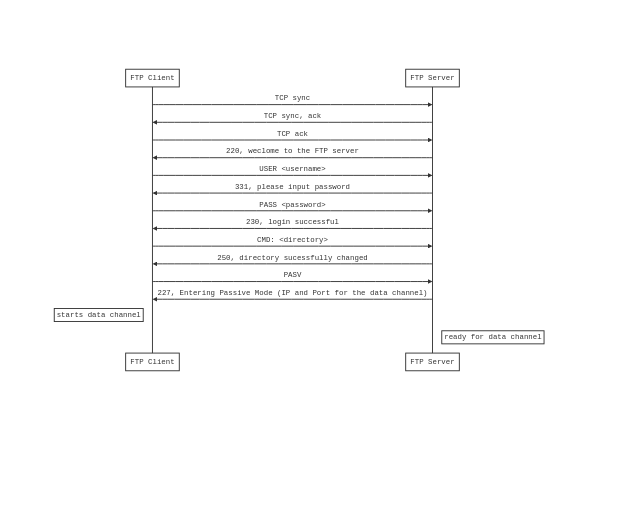 FTP Client
FTP Server
TCP sync
TCP sync, ack
TCP ack
220, weclome to the FTP server
USER <username>
331, please input password
PASS <password>
230, login successful
CMD: <directory>
250, directory sucessfully changed
PASV
227, Entering Passive Mode (IP and Port for the data channel)
starts data channel
ready for data channel
FTP Client
FTP Server